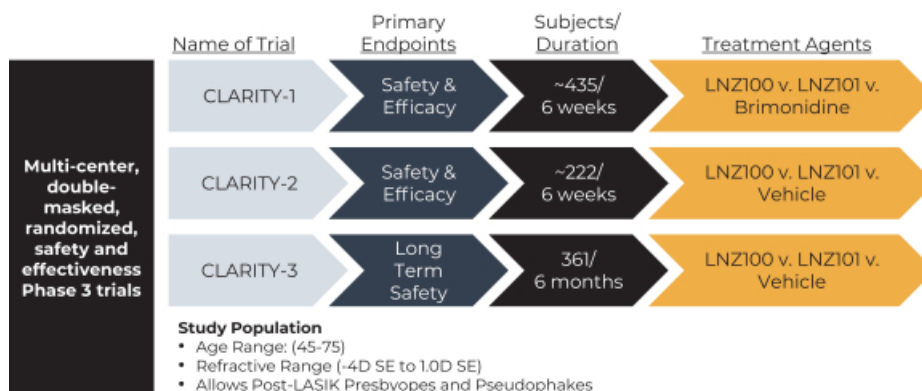 Name of Trial
Primary
Endpoints
Subjects/
Duration
Treatment Agents
Multi-center,
double-
masked,
randomized,
safety and
effectiveness
Phase 3 trials
CLARITY-1
Safety &
Efficacy
~435/
6 weeks
LNZ100 v. LNZ101 v.
Brimonidine
CLARITY-2
Safety &
Efficacy
~222/
6 weeks
LNZ100 v. LNZ101 v.
Vehicle
CLARITY-3
Long
Term
Safety
361/
6 months
LNZ100 v. LNZ101 v.
Vehicle
Study Population
• Age Range: (45-75)
• Refractive Range (-4D SE to 1.0D SE)
• Allows Post-LASIK Presbyopes and Pseudophakes